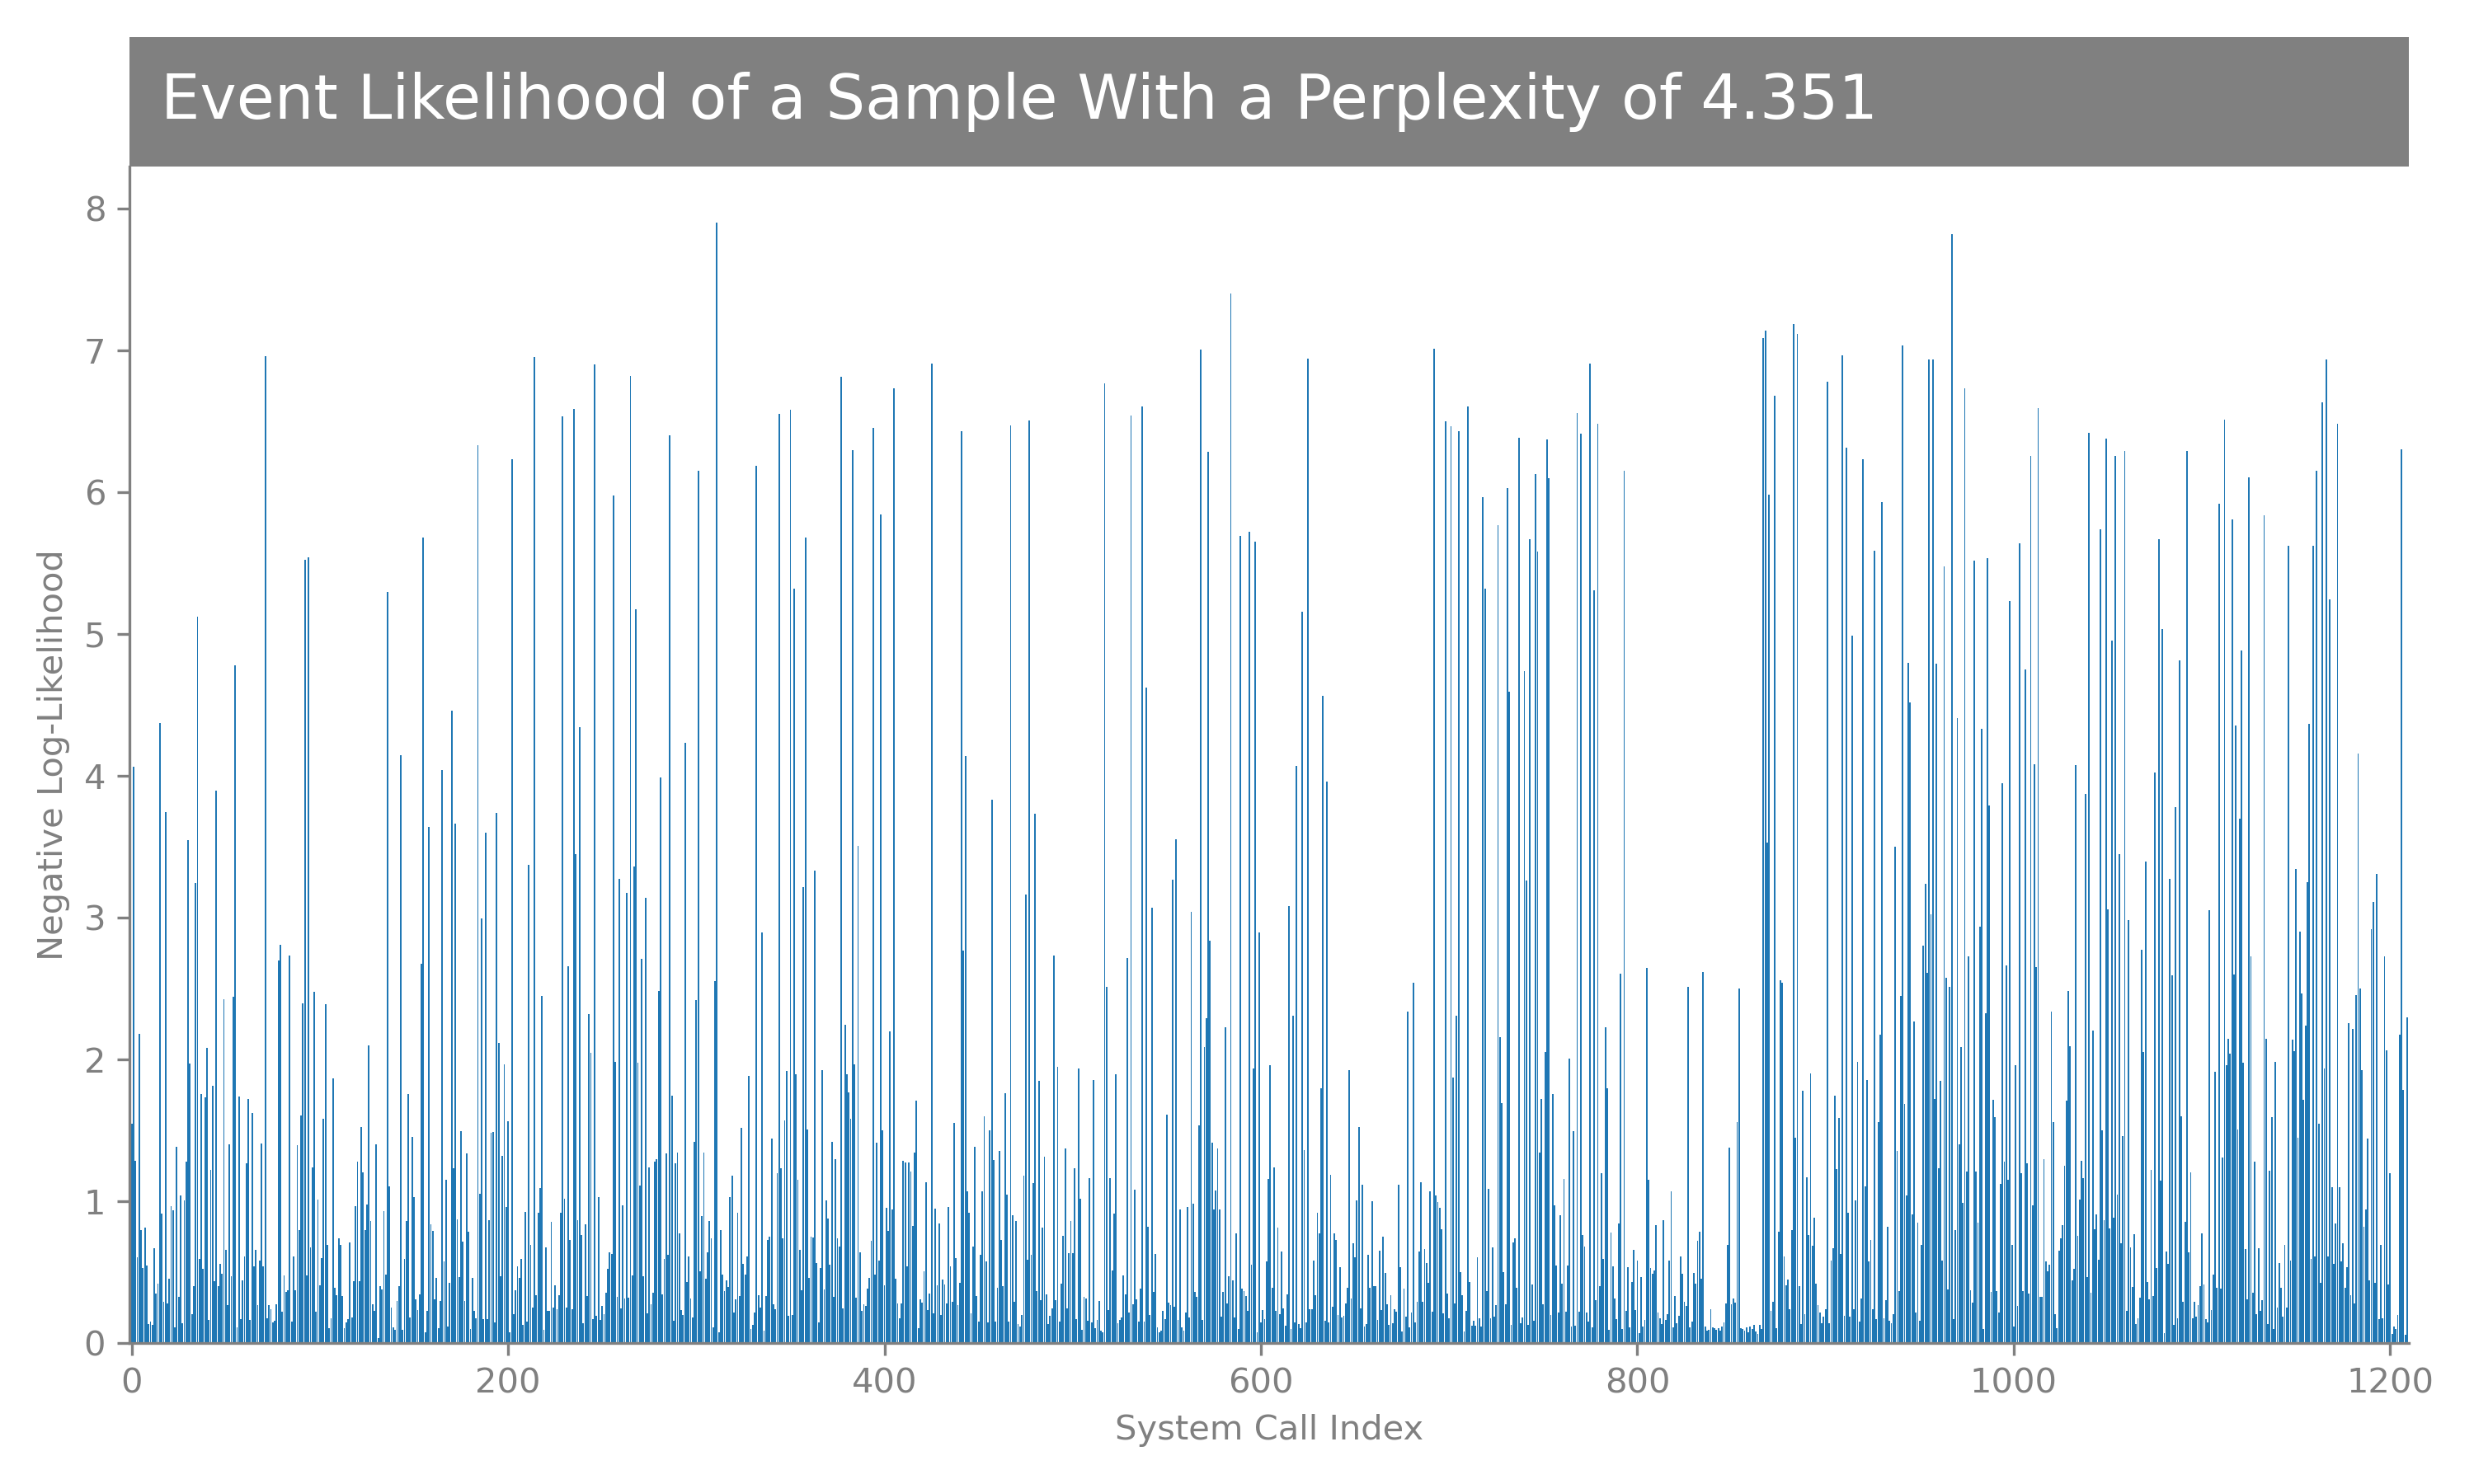 Event Likelihood of a Sample With a Perplexity of 4.351
8
7
6
5
4
3
2
1
0
Negative Log-Likelihood
0 200 400 600 800 1000 1200
System Call Index